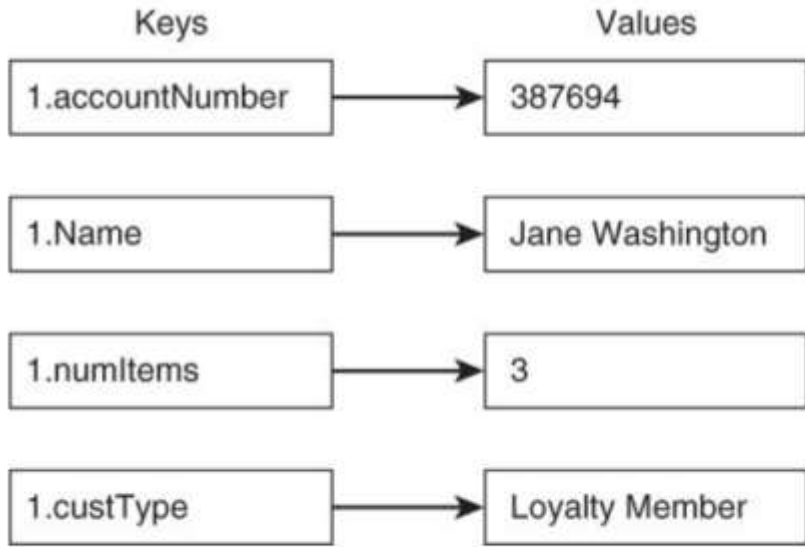 Keys Values
1.accountNumber 387694
1.Name Jane Washington
1.numItems 3
1.custType Loyalty Member